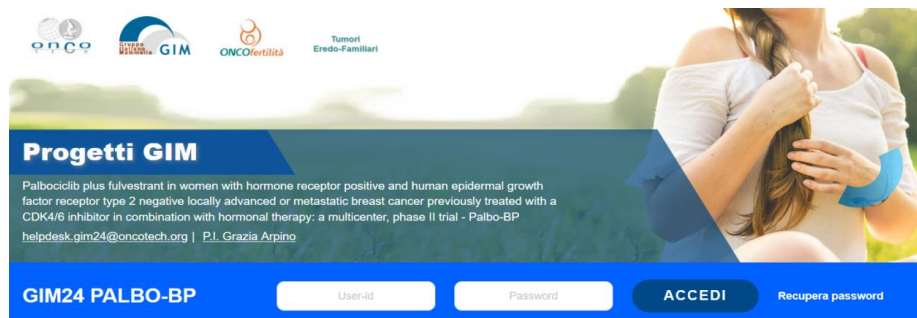 onco
Gruppo
Italiano
Mammella
GIM
ONCOfertilità
Tumori
Eredo-Familiari
Progetti GIM
Palbociclib plus fulvestrant in women with hormone receptor positive and human epidermal growth
factor receptor type 2 negative locally advanced or metastatic breast cancer previously treated with a
CDK4/6 inhibitor in combination with hormonal therapy: a multicenter, phase II trial - Palbo-BP
helpdesk.gim24@oncotech.org | P.I. Grazia Arpino
GIM24 PALBO-BP
User-id
Password
ACCEDI
Recupera password